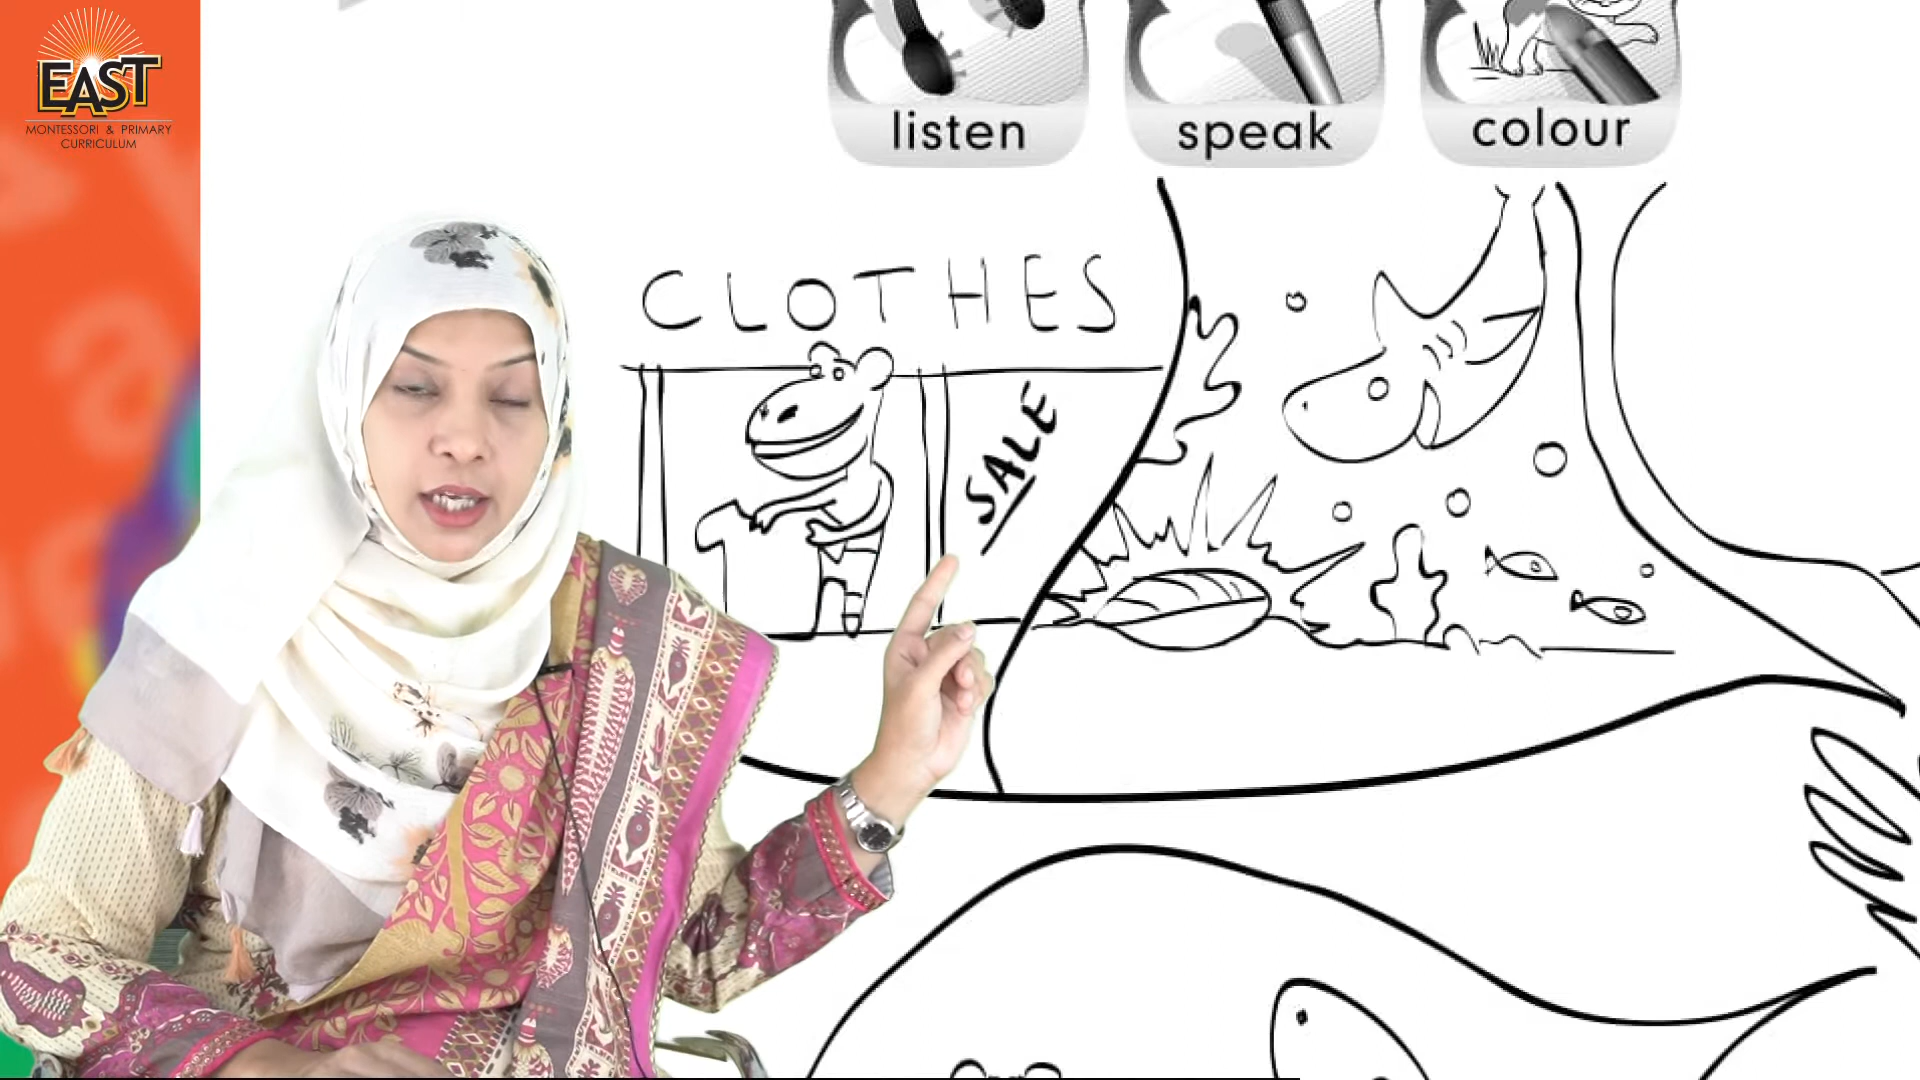 EAST
MONTESSORI & PRIMARY
CURRICULUM
listen
speak
colour
CLOTHES
SALE